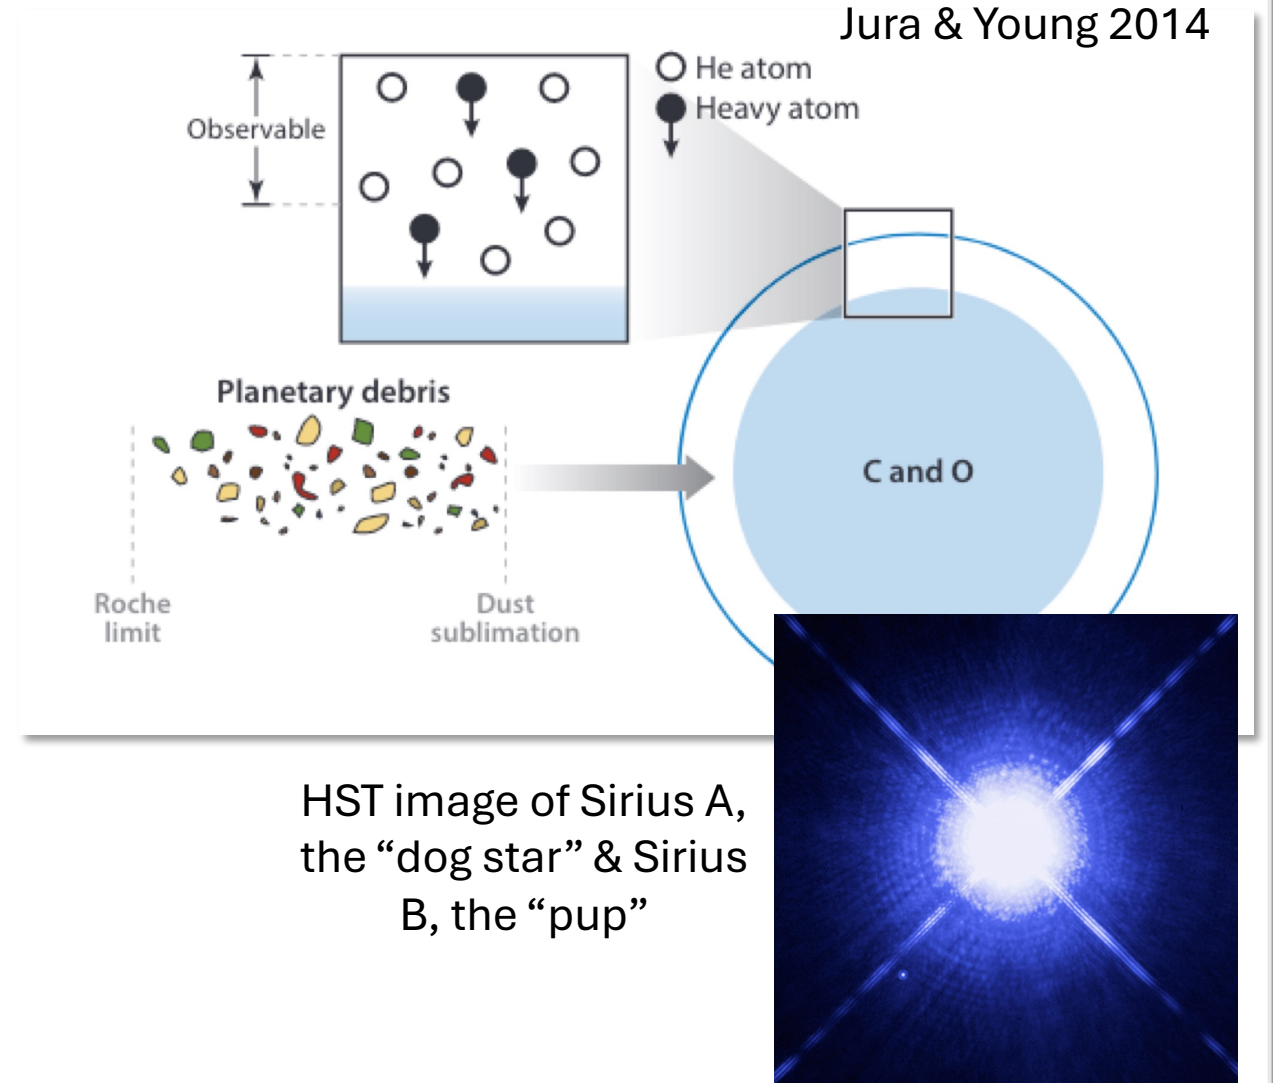 Jura & Young 2014
He atom
Heavy atom
Observable
Planetary debris
C and O
Roche
limit
Dust
sublimation
HST image of Sirius A,
the “dog star” & Sirius
B, the “pup”